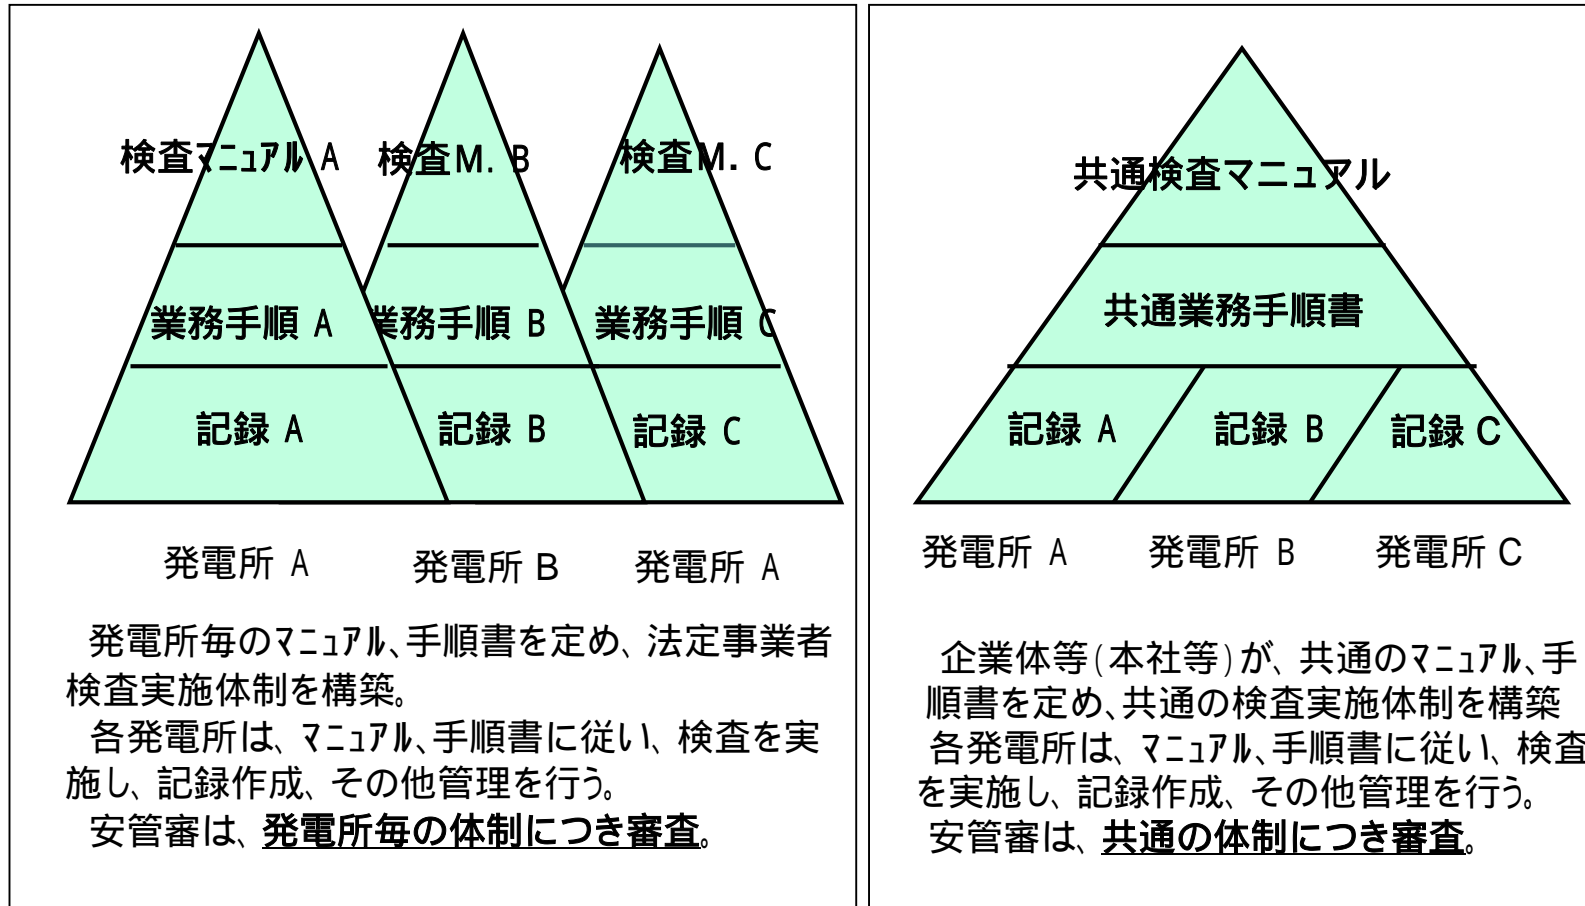 検査マニュアル A 検査M. B 検査M. C
業務手順 A 業務手順 B 業務手順 C
記録 A 記録 B 記録 C
発電所 A 発電所 B 発電所 A
発電所毎のマニュアル、手順書を定め、法定事業者
検査実施体制を構築。
各発電所は、マニュアル、手順書に従い、検査を実
施し、記録作成、その他管理を行う。
安管審は、発電所毎の体制につき審査。
共通検査マニュアル
共通業務手順書
記録 A 記録 B 記録 C
発電所 A 発電所 B 発電所 C
企業体等(本社等)が、共通のマニュアル、手
順書を定め、共通の検査実施体制を構築
各発電所は、マニュアル、手順書に従い、検査
を実施し、記録作成、その他管理を行う。
安管審は、共通の体制につき審査。